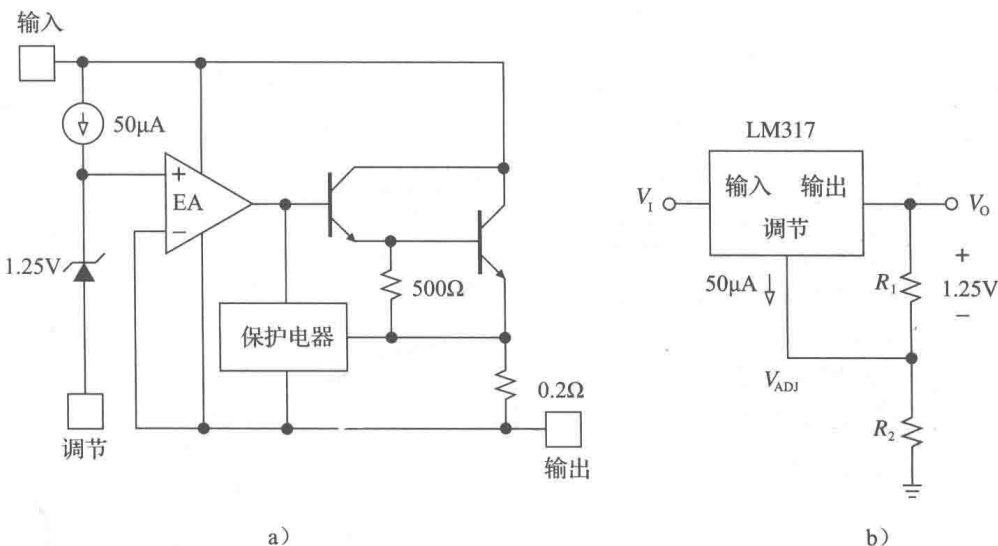 输入
50μA
+
EA
−
1.25V
500Ω
保护电器
0.2Ω
调节
输出
a）
LM317
V_I
输入 输出
调节
V_O
50μA
R_1
+
1.25V
−
V_ADJ
R_2
b）